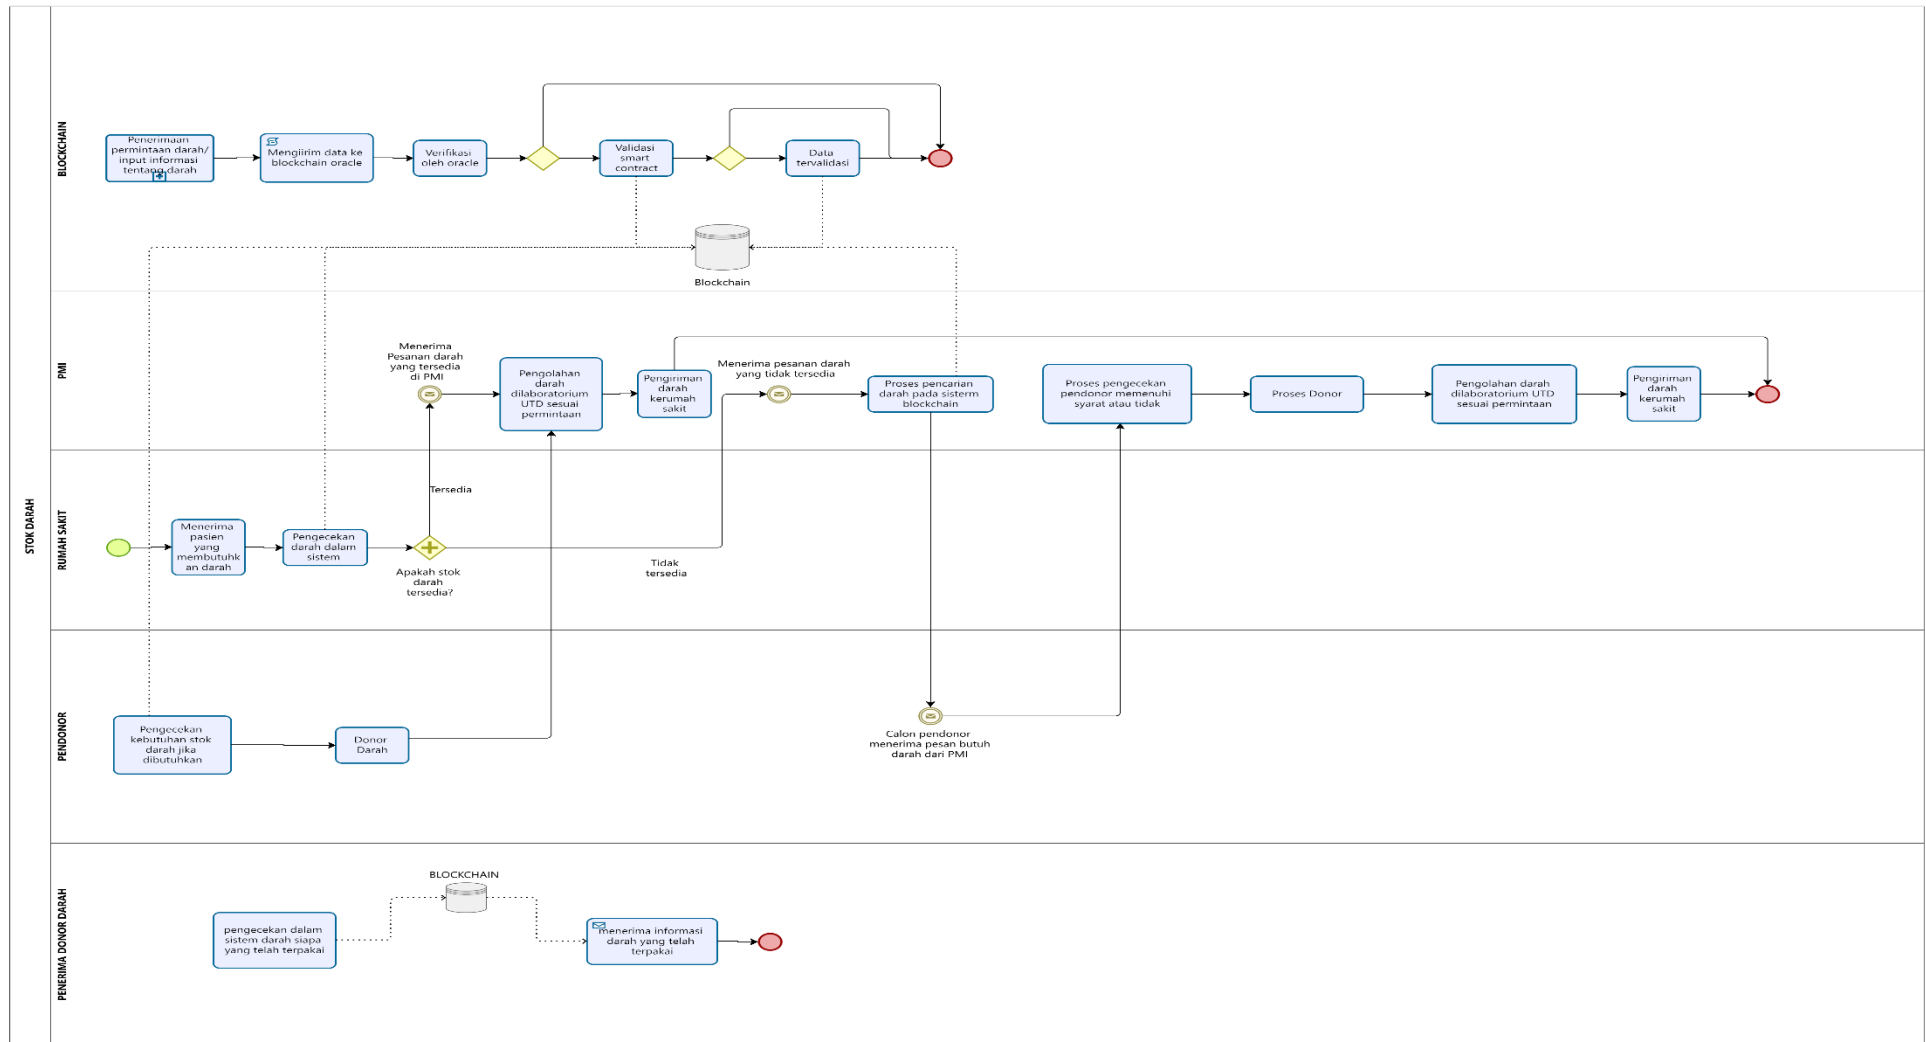 STOK DARAH
BLOCKCHAIN
Penerimaan
permintaan darah/
input informasi
tentang darah
Mengiirim data ke
blockchain oracle
Verifikasi
oleh oracle
Validasi
smart
contract
Data
tervalidasi
Blockchain
PMI
Menerima
Pesanan darah
yang tersedia
di PMI
Pengolahan
darah
dilaboratorium
UTD sesuai
permintaan
Pengiriman
darah
kerumah
sakit
Menerima pesanan darah
yang tidak tersedia
Proses pencarian
darah pada sisterm
blockchain
Proses pengecekan
pendonor memenuhi
syarat atau tidak
Proses Donor
Pengolahan darah
dilaboratorium UTD
sesuai permintaan
Pengiriman
darah
kerumah
sakit
RUMAH SAKIT
Menerima
pasien
yang
membutuhk
an darah
Pengecekan
darah dalam
sistem
Tersedia
Apakah stok
darah
tersedia?
Tidak
tersedia
PENDONOR
Pengecekan
kebutuhan stok
darah jika
dibutuhkan
Donor
Darah
Calon pendonor
menerima pesan butuh
darah dari PMI
PENERIMA DONOR DARAH
pengecekan dalam
sistem darah siapa
yang telah terpakai
BLOCKCHAIN
menerima informasi
darah yang telah
terpakai